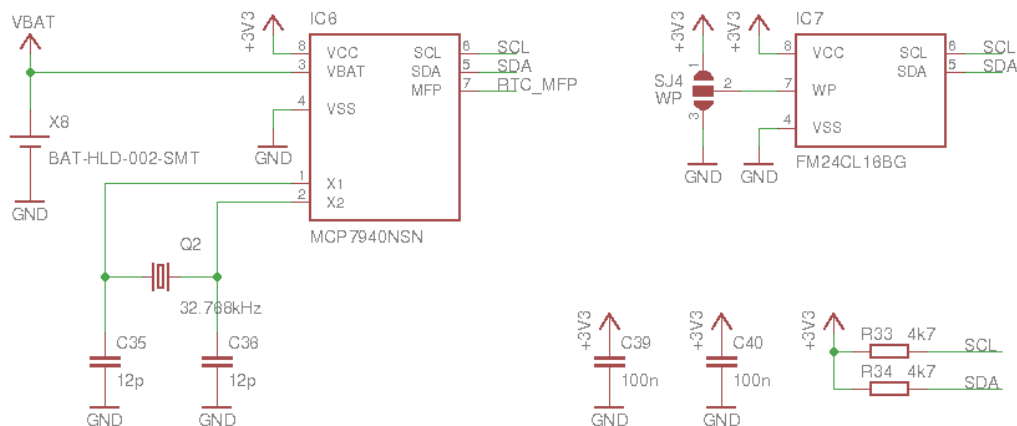 VBAT
+3V3
IC6
8 VCC SCL 6 SCL
3 VBAT SDA 5 SDA
MFP 7 RTC_MFP
4 VSS
GND
X8
BAT-HLD-002-SMT
GND
1 X1
2 X2
MCP7940NSN
Q2
32.768kHz
C35
12p
GND
C36
12p
GND
+3V3
+3V3
IC7
8 VCC SCL 6 SCL
SDA 5 SDA
SJ4
WP
1
2
3
7 WP
4 VSS
GND
GND
FM24CL16BG
+3V3
C39
100n
GND
+3V3
C40
100n
GND
+3V3
R33 4k7 SCL
R34 4k7 SDA